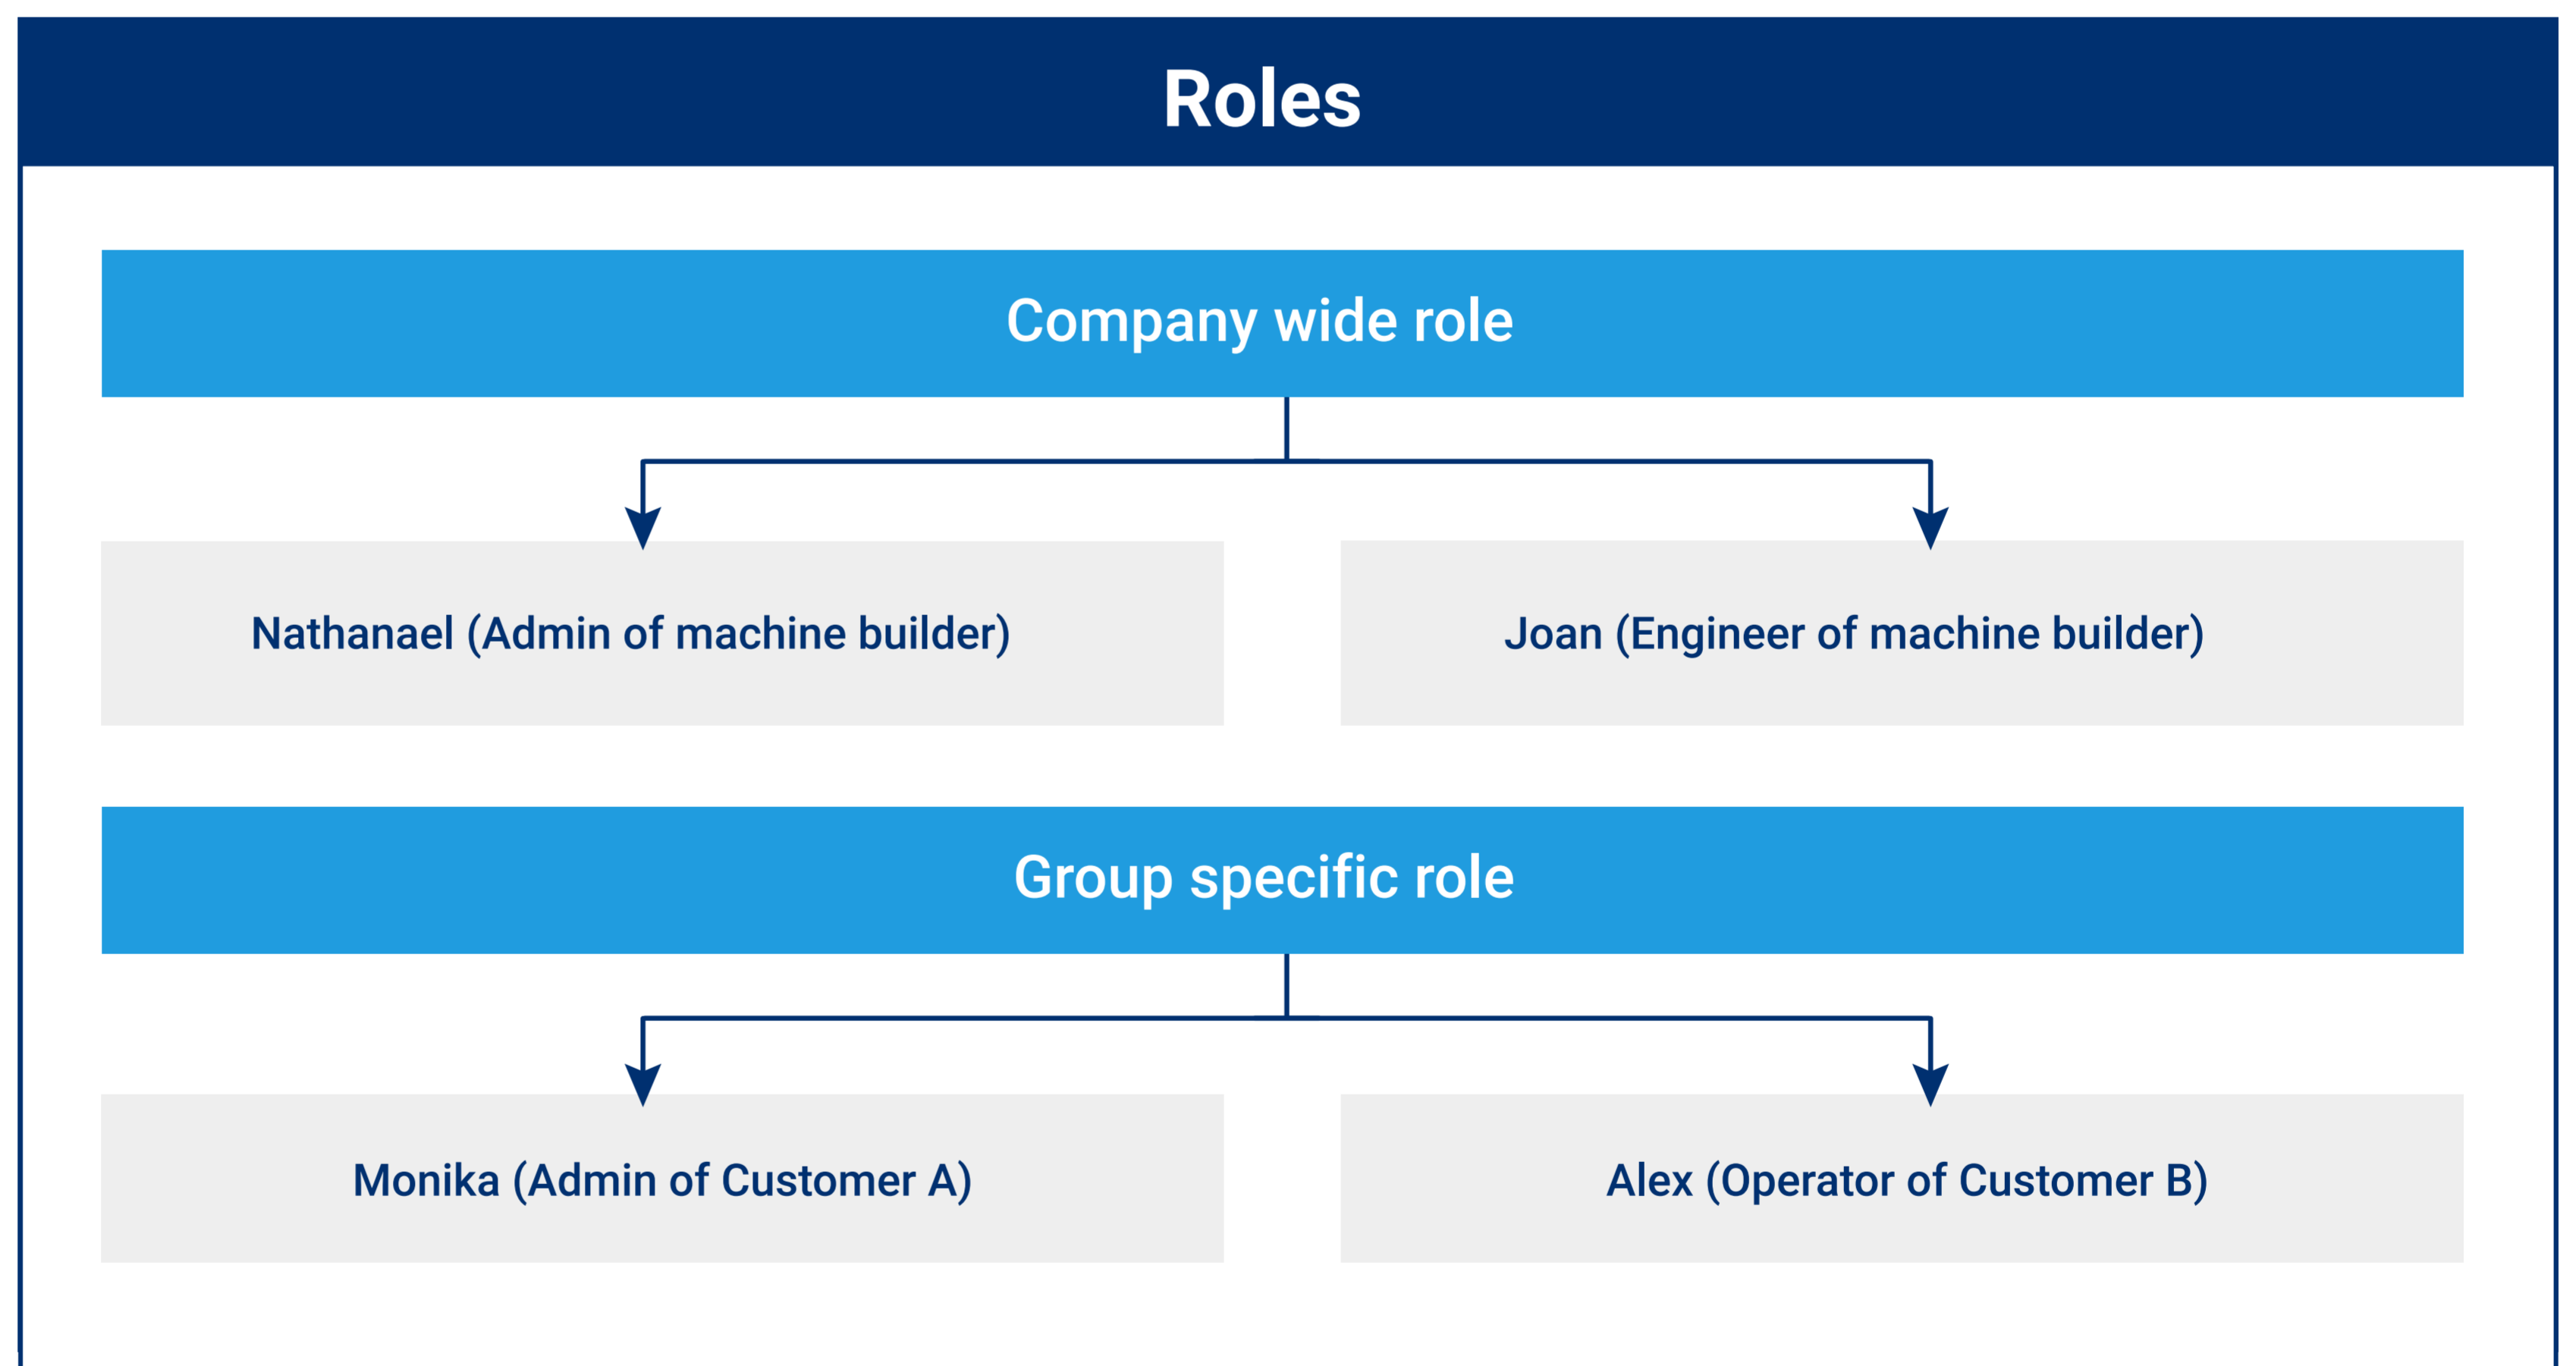 Roles
Company wide role
Nathanael (Admin of machine builder)
Joan (Engineer of machine builder)
Group specific role
Monika (Admin of Customer A)
Alex (Operator of Customer B)